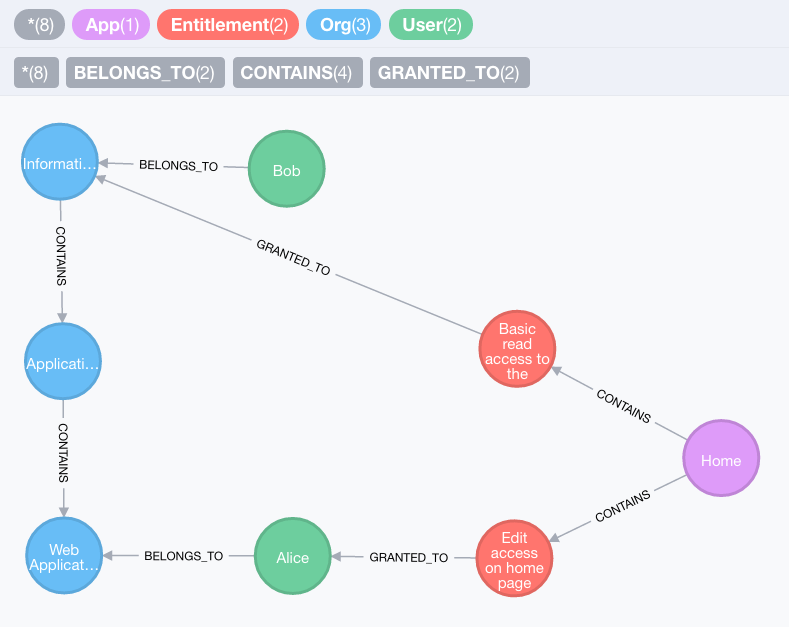 *(8) App(1) Entitlement(2) Org(3) User(2)
*(8) BELONGS_TO(2) CONTAINS(4) GRANTED_TO(2)
Informati…
BELONGS_TO
Bob
CONTAINS
GRANTED_TO
Applicati…
Basic
read
access to
the
CONTAINS
CONTAINS
Home
CONTAINS
Web
Applicat…
BELONGS_TO
Alice
GRANTED_TO
Edit
access
on home
page